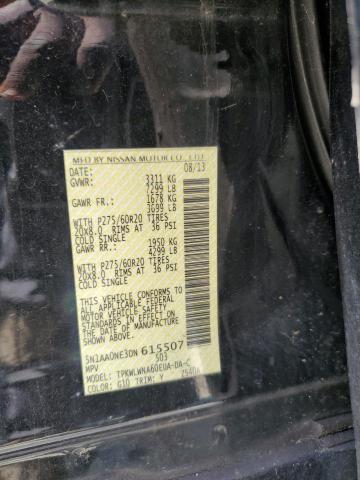 MFD BY NISSAN MOTOR CO., LTD
DATE: 08/13
GVWR: 3311 KG
7299 LB
GAWR FR.: 1678 KG
3699 LB
WITH P275/60R20 TIRES
20X8.0 RIMS AT 36 PSI
COLD SINGLE
GAWR RR.: 1950 KG
4299 LB
WITH P275/60R20 TIRES
20X8.0 RIMS AT 36 PSI
COLD SINGLE
THIS VEHICLE CONFORMS TO
ALL APPLICABLE FEDERAL
MOTOR VEHICLE SAFETY
STANDARDS IN EFFECT ON THE
DATE OF MANUFACTURE SHOWN
ABOVE.
5N1AA0NE3DN615507
MPV 503
MODEL: TPKWLWNA60EUA-DA-C
COLOR: G10 TRIM: Y